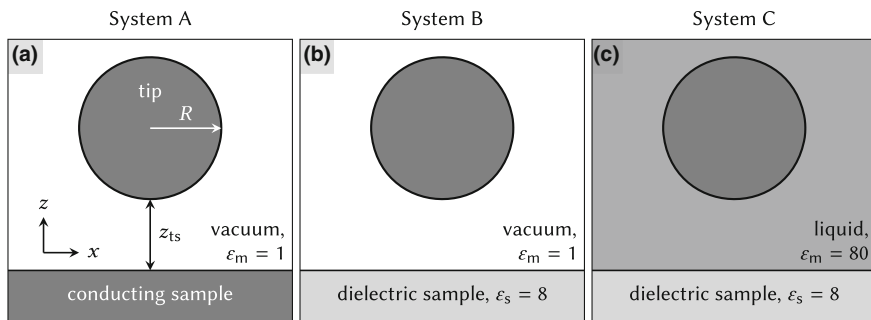 System A
System B
System C
(a)
tip
R
z
x
z_ts
vacuum,
ε_m = 1
conducting sample
(b)
vacuum,
ε_m = 1
dielectric sample, ε_s = 8
(c)
liquid,
ε_m = 80
dielectric sample, ε_s = 8